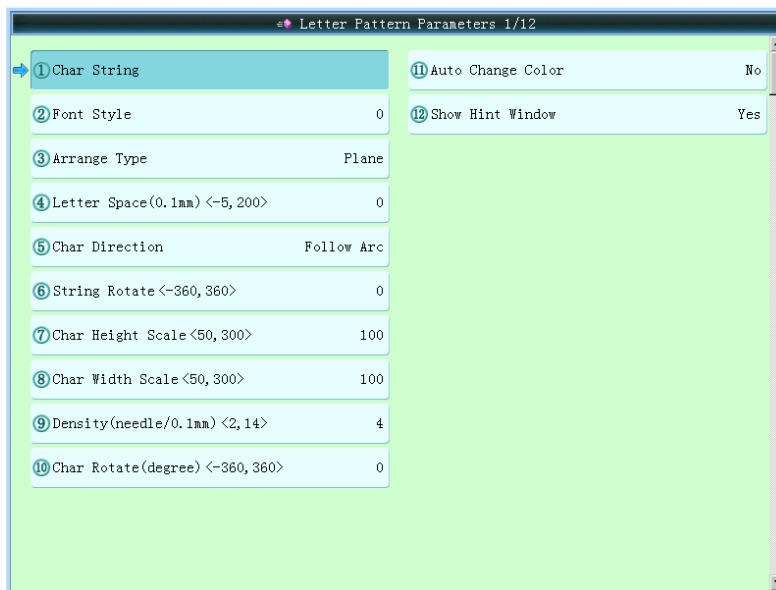 Letter Pattern Parameters 1/12
①Char String
②Font Style 0
③Arrange Type Plane
④Letter Space(0.1mm)<-5,200> 0
⑤Char Direction Follow Arc
⑥String Rotate<-360,360> 0
⑦Char Height Scale<50,300> 100
⑧Char Width Scale<50,300> 100
⑨Density(needle/0.1mm)<2,14> 4
⑩Char Rotate(degree)<-360,360> 0
⑪Auto Change Color No
⑫Show Hint Window Yes